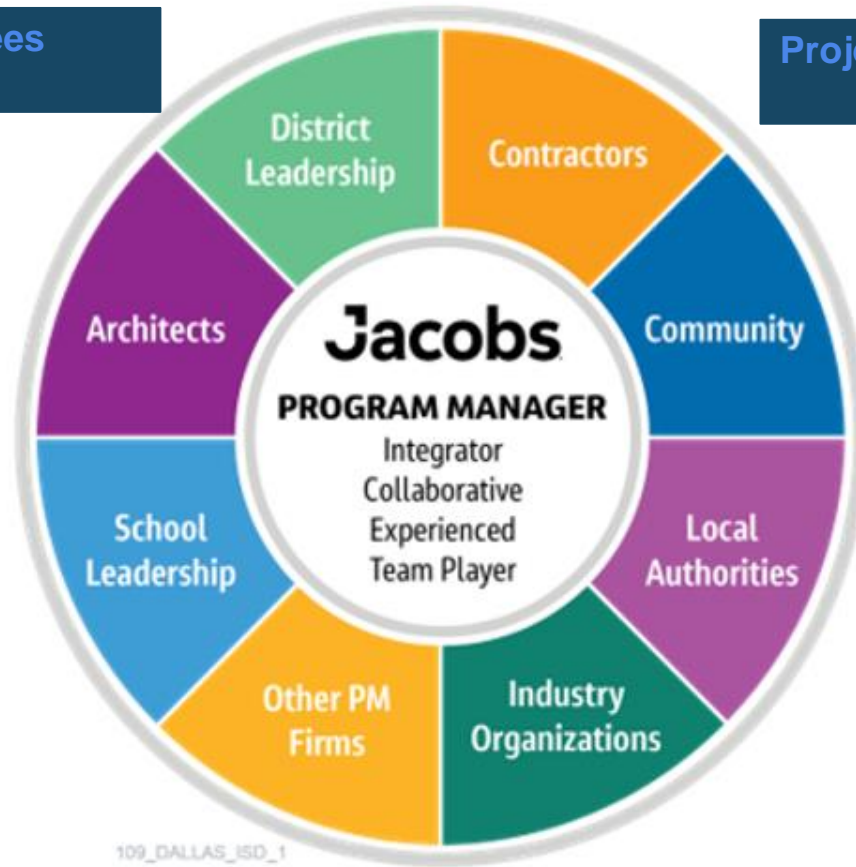 District
Leadership
Contractors
Architects
Community
Jacobs
PROGRAM MANAGER
Integrator
Collaborative
Experienced
Team Player
School
Leadership
Local
Authorities
Other PM
Firms
Industry
Organizations
109_DALLAS_ISD_1